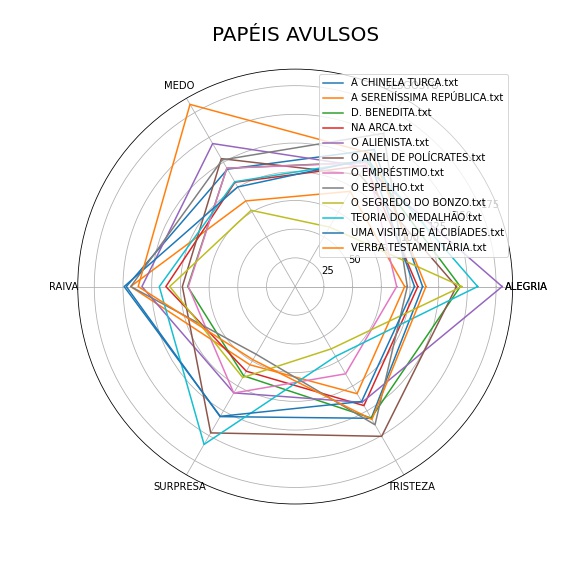 PAPÉIS AVULSOS
MEDO
A CHINELA TURCA.txt
A SERENÍSSIMA REPÚBLICA.txt
D. BENEDITA.txt
NA ARCA.txt
O ALIENISTA.txt
O ANEL DE POLÍCRATES.txt
O EMPRÉSTIMO.txt
O ESPELHO.txt
O SEGREDO DO BONZO.txt
TEORIA DO MEDALHÃO.txt
UMA VISITA DE ALCIBÍADES.txt
VERBA TESTAMENTÁRIA.txt
25
50
RAIVA
ALEGRIA
SURPRESA
TRISTEZA